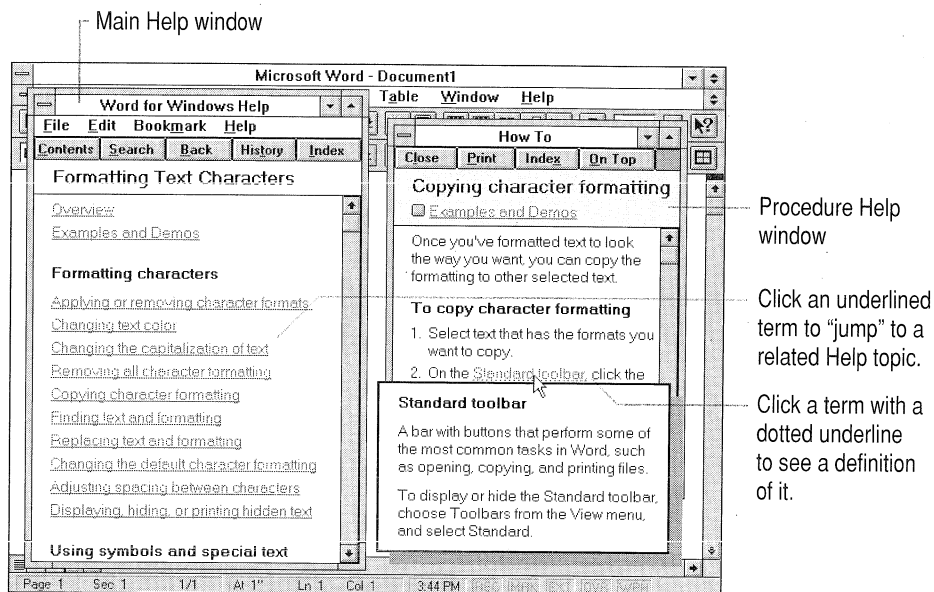 Main Help window
Microsoft Word - Document1
Table Window Help
Word for Windows Help
File Edit Bookmark Help
Contents Search Back History Index
Formatting Text Characters
Overview
Examples and Demos
Formatting characters
Applying or removing character formats
Changing text color
Changing the capitalization of text
Removing all character formatting
Copying character formatting
Finding text and formatting
Replacing text and formatting
Changing the default character formatting
Adjusting spacing between characters
Displaying, hiding, or printing hidden text
Using symbols and special text
How To
Close Print Index On Top
Copying character formatting
Examples and Demos
Once you've formatted text to look
the way you want, you can copy the
formatting to other selected text.
To copy character formatting
1. Select text that has the formats you
want to copy.
2. On the Standard toolbar, click the
Standard toolbar
A bar with buttons that perform some of
the most common tasks in Word, such
as opening, copying, and printing files.
To display or hide the Standard toolbar,
choose Toolbars from the View menu,
and select Standard.
Procedure Help
window
Click an underlined
term to “jump” to a
related Help topic.
Click a term with a
dotted underline
to see a definition
of it.
Page 1 Sec 1 1/1 At 1" Ln 1 Col 1 3:44 PM REC MRK EXT OVR WPH